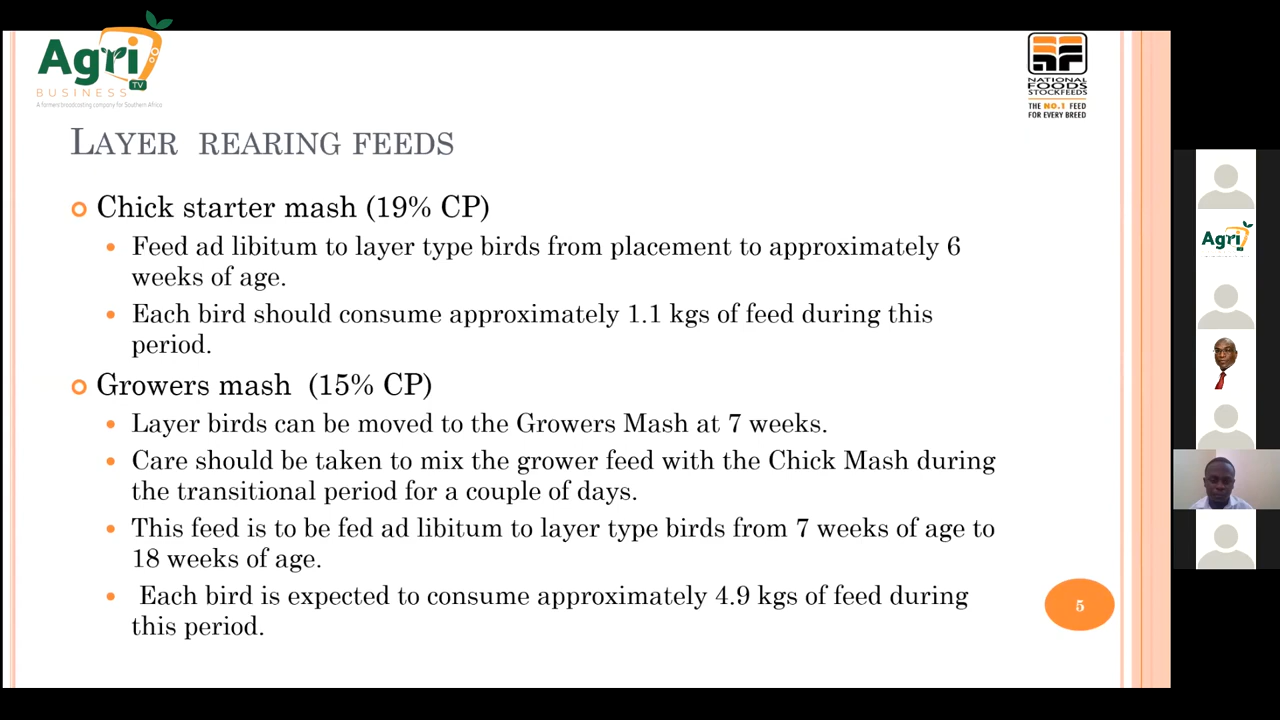 Agri
TV
BUSINESS
A farmers broadcasting company for Southern Africa
NATIONAL
FOODS
STOCKFEEDS
THE NO.1 FEED
FOR EVERY BREED
LAYER REARING FEEDS
Chick starter mash (19% CP)
Feed ad libitum to layer type birds from placement to approximately 6
weeks of age.
Each bird should consume approximately 1.1 kgs of feed during this
period.
Growers mash (15% CP)
Layer birds can be moved to the Growers Mash at 7 weeks.
Care should be taken to mix the grower feed with the Chick Mash during
the transitional period for a couple of days.
This feed is to be fed ad libitum to layer type birds from 7 weeks of age to
18 weeks of age.
Each bird is expected to consume approximately 4.9 kgs of feed during
this period.
5
Agri